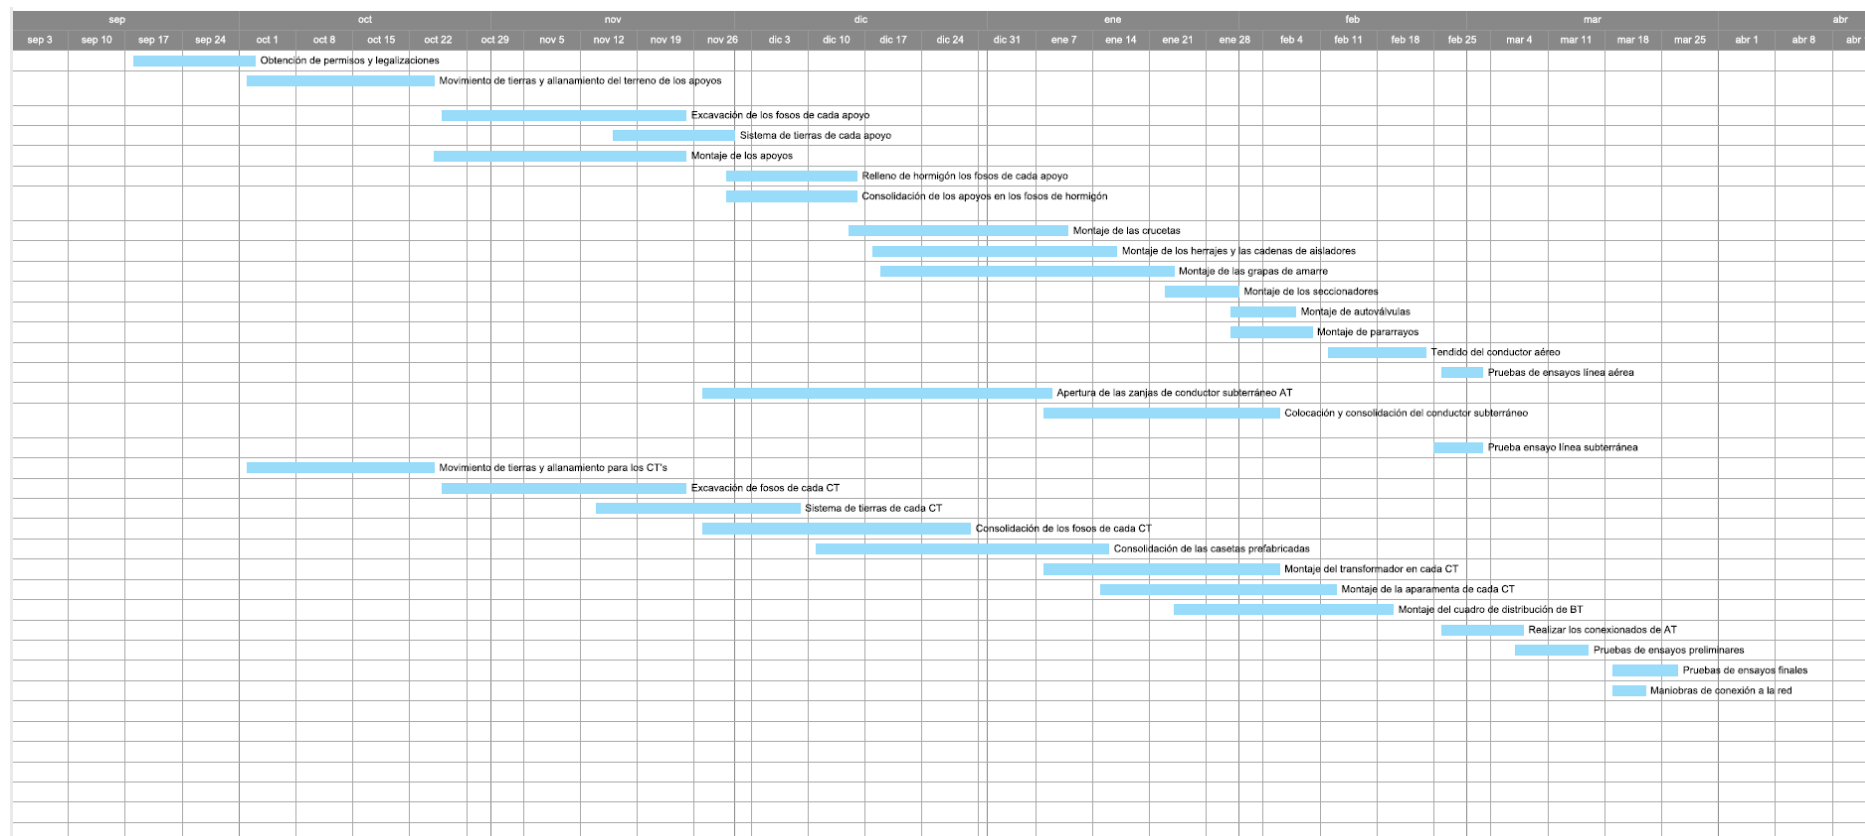 sep oct nov dic ene feb mar abr
sep 3 sep 10 sep 17 sep 24 oct 1 oct 8 oct 15 oct 22 oct 29 nov 5 nov 12 nov 19 nov 26 dic 3 dic 10 dic 17 dic 24 dic 31 ene 7 ene 14 ene 21 ene 28 feb 4 feb 11 feb 18 feb 25 mar 4 mar 11 mar 18 mar 25 abr 1 abr 8 abr
Obtención de permisos y legalizaciones
Movimiento de tierras y allanamiento del terreno de los apoyos
Excavación de los fosos de cada apoyo
Sistema de tierras de cada apoyo
Montaje de los apoyos
Relleno de hormigón los fosos de cada apoyo
Consolidación de los apoyos en los fosos de hormigón
Montaje de las crucetas
Montaje de los herrajes y las cadenas de aisladores
Montaje de las grapas de amarre
Montaje de los seccionadores
Montaje de autoválvulas
Montaje de pararrayos
Tendido del conductor aéreo
Pruebas de ensayos línea aérea
Apertura de las zanjas de conductor subterráneo AT
Colocación y consolidación del conductor subterráneo
Prueba ensayo línea subterránea
Movimiento de tierras y allanamiento para los CT's
Excavación de fosos de cada CT
Sistema de tierras de cada CT
Consolidación de los fosos de cada CT
Consolidación de las casetas prefabricadas
Montaje del transformador en cada CT
Montaje de la aparamenta de cada CT
Montaje del cuadro de distribución de BT
Realizar los conexionados de AT
Pruebas de ensayos preliminares
Pruebas de ensayos finales
Maniobras de conexión a la red